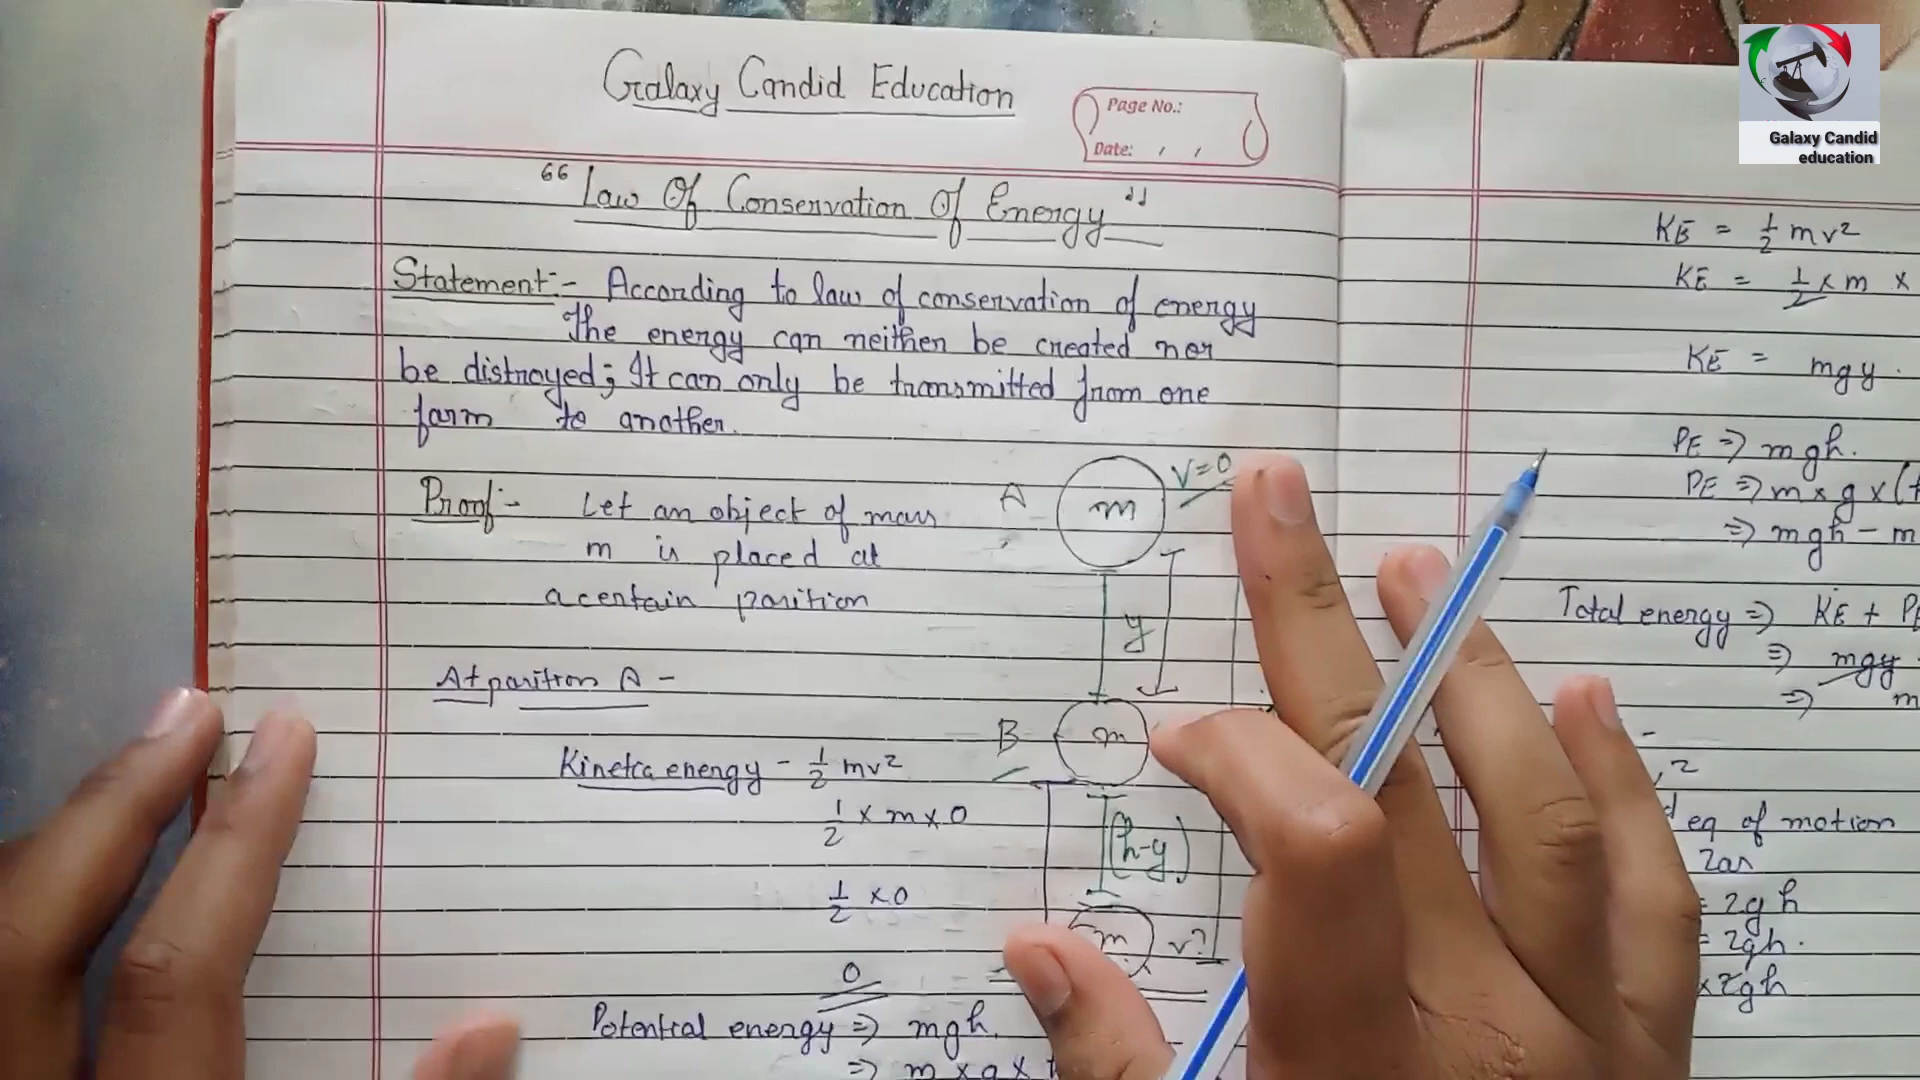 Galaxy Candid Education
Page No.:
Date: , ,
Galaxy Candid
education
"Law Of Conservation Of Energy"
Statement:- According to law of conservation of energy
The energy can neither be created nor
be distroyed; It can only be transmitted from one
farm to another.
Proof:- Let an object of mass
m is placed at
a certain position
A
m
V=0
y
B
m
(h-y)
m
v?
At position A -
Kinetca energy - 1/2 mv²
1/2 × m × 0
1/2 × 0
0
Potential energy ⇒ mgh
⇒ m × g ×
KE = 1/2 mv²
KE = 1/2 × m ×
KE = mgy.
PE ⇒ mgh.
PE ⇒ m × g × (
⇒ mgh - m
Total energy ⇒ KE + PE
⇒ mgy
⇒ m
eq of motion
2as
= 2gh
= 2gh.
× 2gh